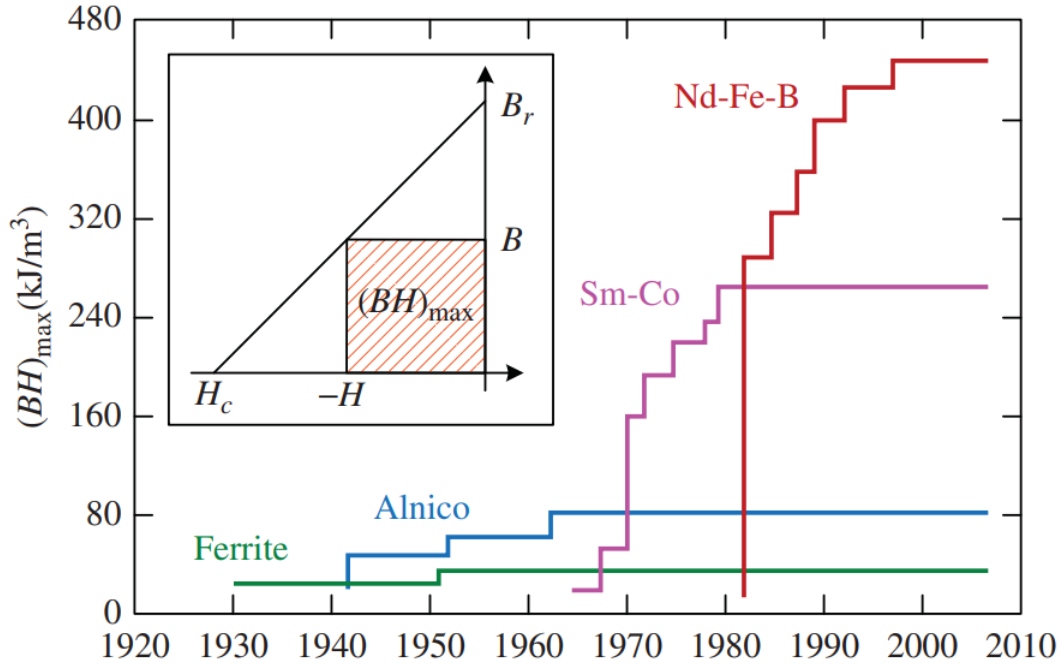 480
400
320
240
160
80
0
(BH)max(kJ/m³)
Br
B
(BH)max
Hc
–H
Nd-Fe-B
Sm-Co
Alnico
Ferrite
1920 1930 1940 1950 1960 1970 1980 1990 2000 2010